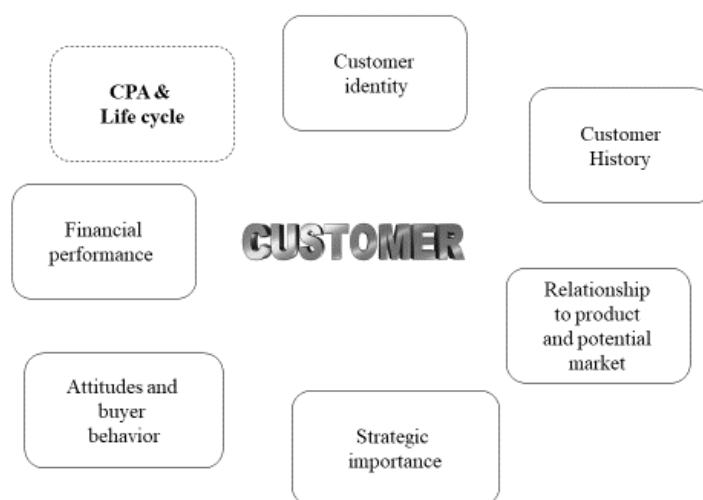 Customer
identity
CPA &
Life cycle
Customer
History
Financial
performance
CUSTOMER
Relationship
to product
and potential
market
Attitudes and
buyer
behavior
Strategic
importance